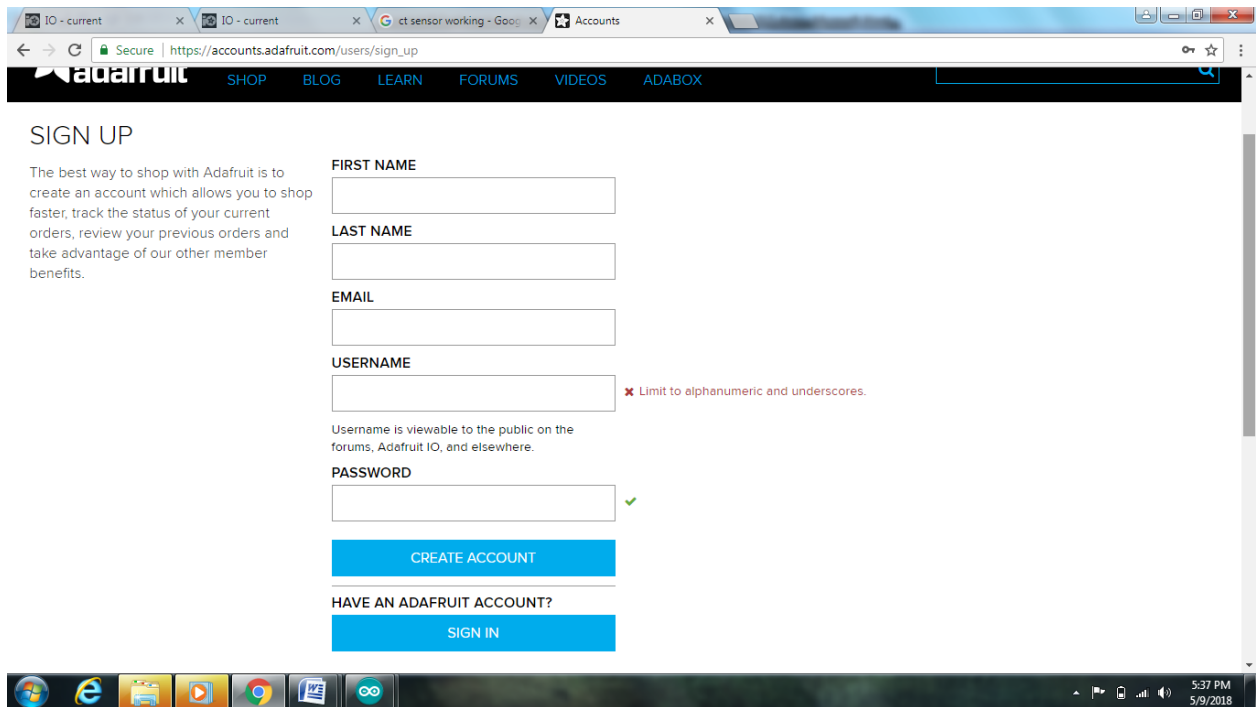 IO - current
IO - current
ct sensor working - Goog
Accounts
Secure | https://accounts.adafruit.com/users/sign_up
adafruit
SHOP BLOG LEARN FORUMS VIDEOS ADABOX
SIGN UP
The best way to shop with Adafruit is to
create an account which allows you to shop
faster, track the status of your current
orders, review your previous orders and
take advantage of our other member
benefits.
FIRST NAME
LAST NAME
EMAIL
USERNAME
Limit to alphanumeric and underscores.
Username is viewable to the public on the
forums, Adafruit IO, and elsewhere.
PASSWORD
CREATE ACCOUNT
HAVE AN ADAFRUIT ACCOUNT?
SIGN IN
5:37 PM
5/9/2018